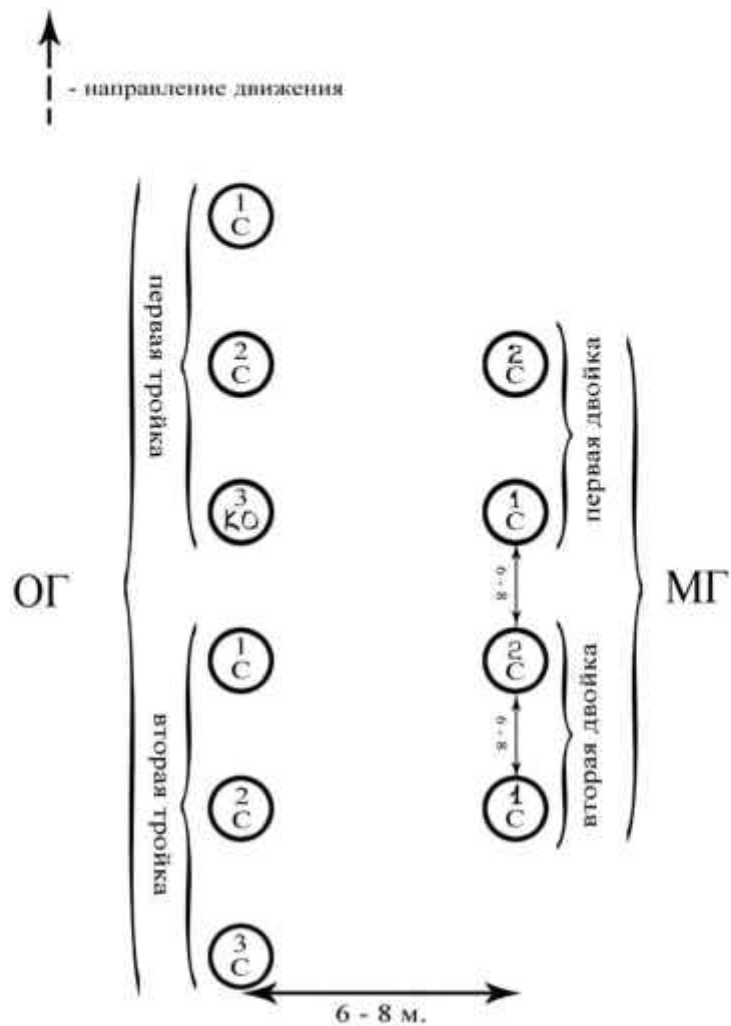 - направление движения
1
С
2
С
3
КО
первая тройка
1
С
2
С
3
С
вторая тройка
ОГ
2
С
1
С
первая двойка
6 - 8
2
С
6 - 8
1
С
вторая двойка
МГ
6 - 8 м.